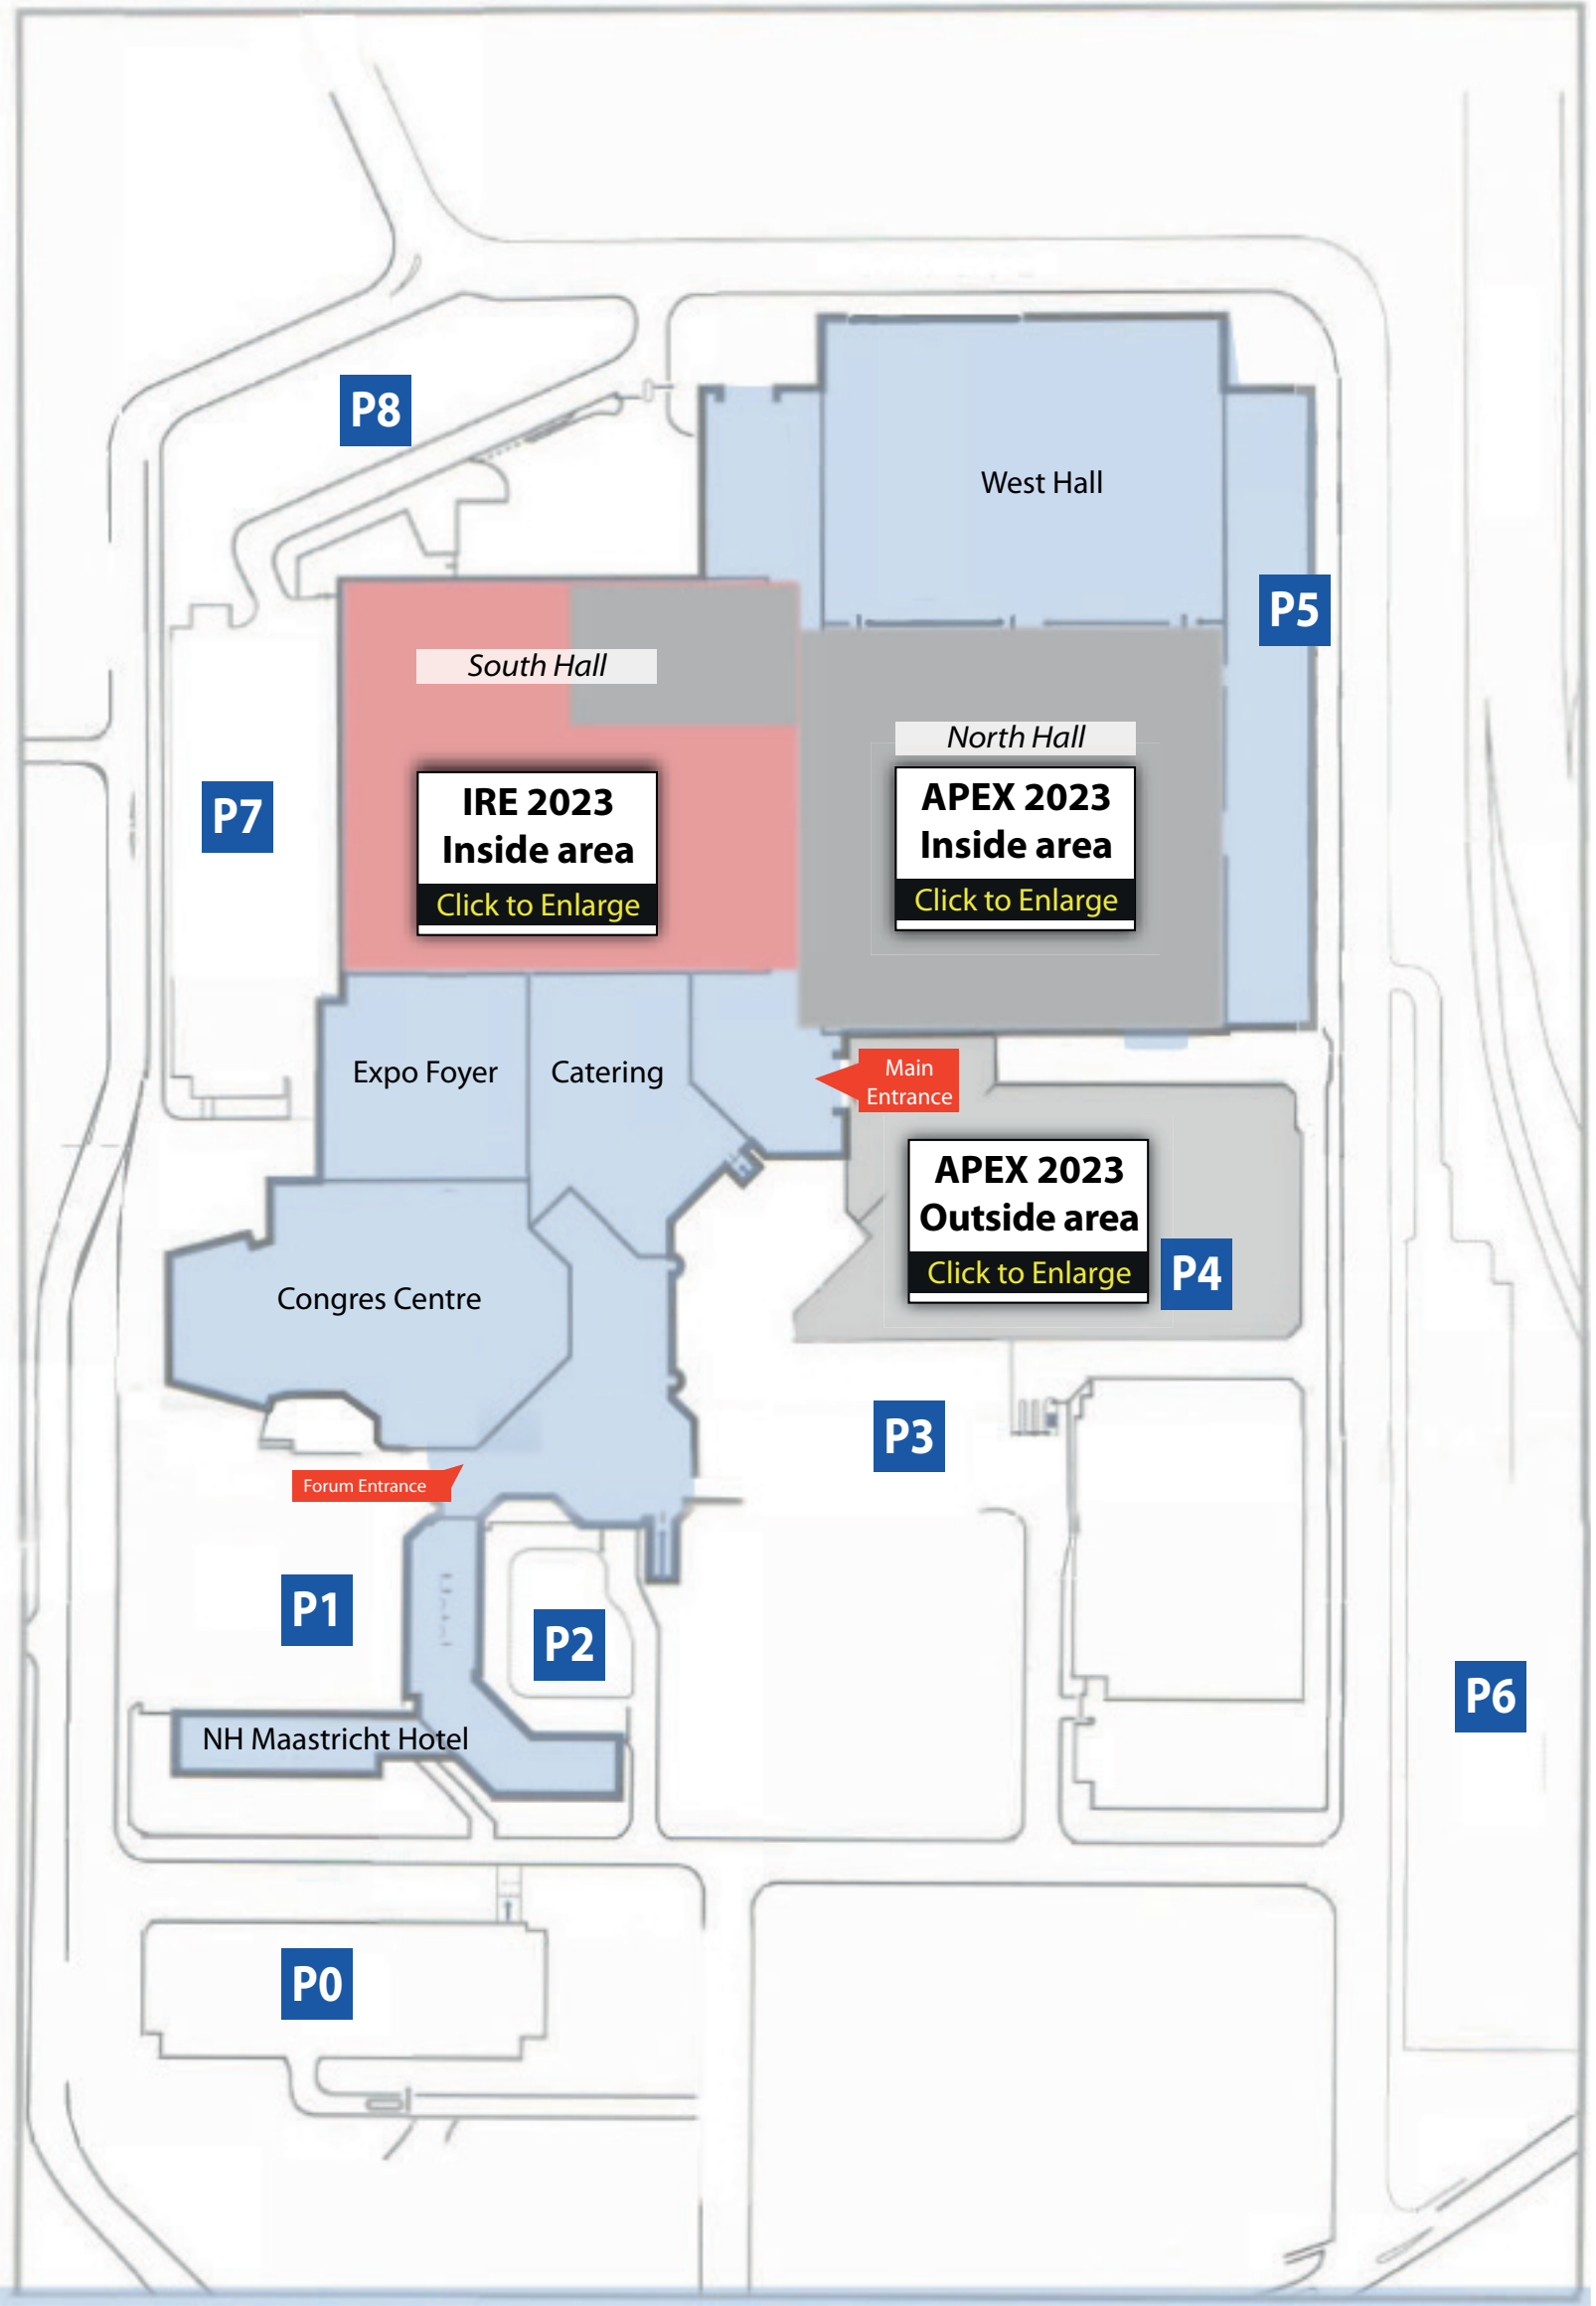 P8
West Hall
P5
South Hall
North Hall
IRE 2023
Inside area
Click to Enlarge
APEX 2023
Inside area
Click to Enlarge
P7
Expo Foyer
Catering
Main
Entrance
APEX 2023
Outside area
Click to Enlarge
P4
Congres Centre
P3
Forum Entrance
P1
P2
P6
NH Maastricht Hotel
P0